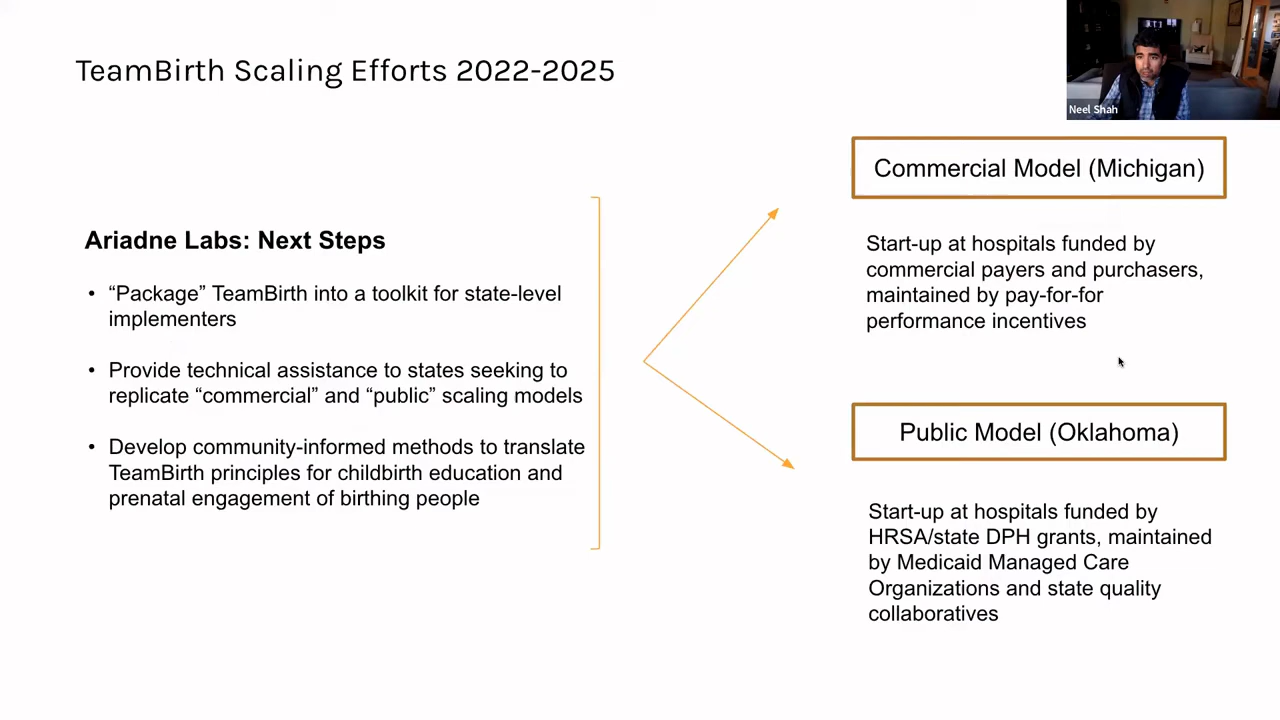 TeamBirth Scaling Efforts 2022-2025
Neel Shah
Ariadne Labs: Next Steps
• “Package” TeamBirth into a toolkit for state-level
implementers
• Provide technical assistance to states seeking to
replicate “commercial” and “public” scaling models
• Develop community-informed methods to translate
TeamBirth principles for childbirth education and
prenatal engagement of birthing people
Commercial Model (Michigan)
Start-up at hospitals funded by
commercial payers and purchasers,
maintained by pay-for-for
performance incentives
Public Model (Oklahoma)
Start-up at hospitals funded by
HRSA/state DPH grants, maintained
by Medicaid Managed Care
Organizations and state quality
collaboratives